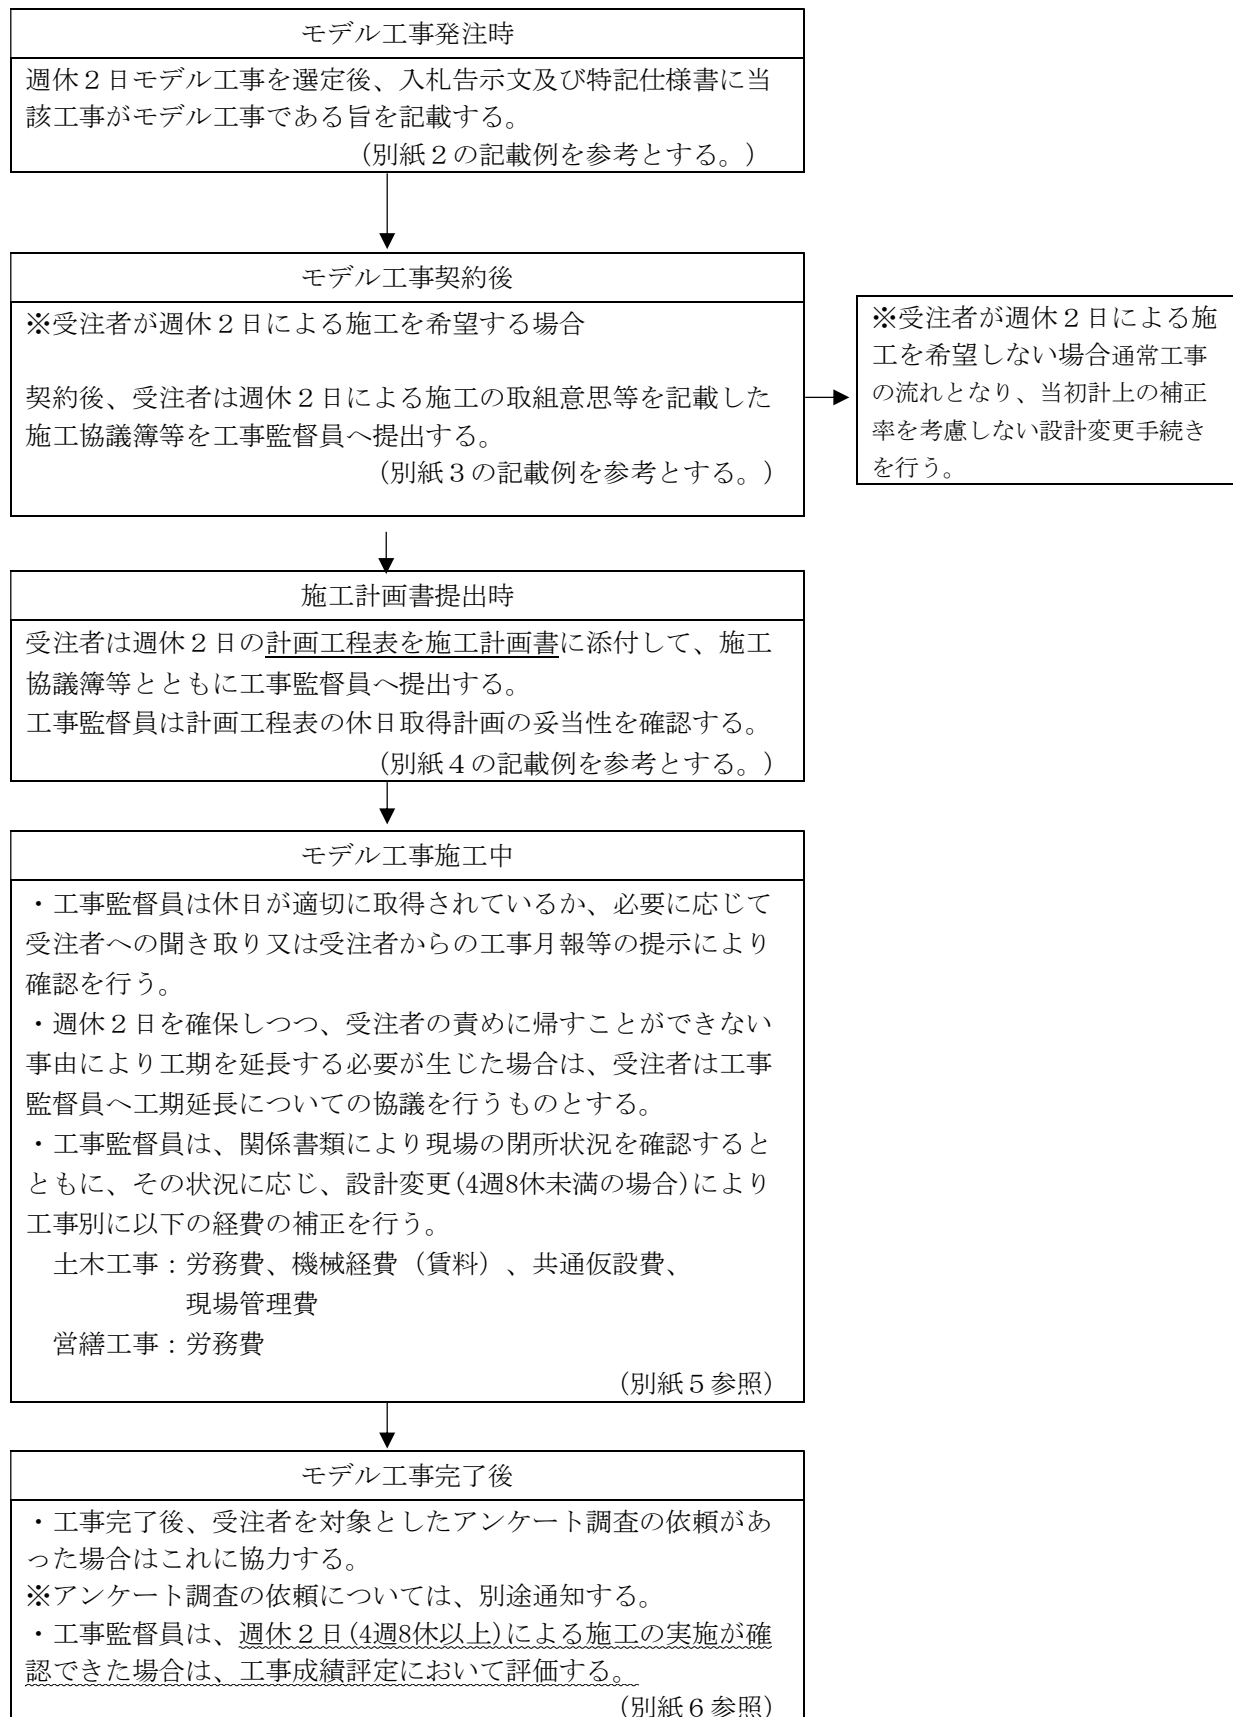 モデル工事発注時
週休２日モデル工事を選定後、入札告示文及び特記仕様書に当
該工事がモデル工事である旨を記載する。
（別紙２の記載例を参考とする。）
モデル工事契約後
※受注者が週休２日による施工を希望する場合
契約後、受注者は週休２日による施工の取組意思等を記載した
施工協議簿等を工事監督員へ提出する。
（別紙３の記載例を参考とする。）
※受注者が週休２日による施
工を希望しない場合通常工事
の流れとなり、当初計上の補正
率を考慮しない設計変更手続き
を行う。
施工計画書提出時
受注者は週休２日の計画工程表を施工計画書に添付して、施工
協議簿等とともに工事監督員へ提出する。
工事監督員は計画工程表の休日取得計画の妥当性を確認する。
（別紙４の記載例を参考とする。）
モデル工事施工中
・工事監督員は休日が適切に取得されているか、必要に応じて
受注者への聞き取り又は受注者からの工事月報等の提示により
確認を行う。
・週休２日を確保しつつ、受注者の責めに帰すことができない
事由により工期を延長する必要が生じた場合は、受注者は工事
監督員へ工期延長についての協議を行うものとする。
・工事監督員は、関係書類により現場の閉所状況を確認すると
ともに、その状況に応じ、設計変更(4週8休未満の場合)により
工事別に以下の経費の補正を行う。
土木工事：労務費、機械経費（賃料）、共通仮設費、
現場管理費
営繕工事：労務費
（別紙５参照）
モデル工事完了後
・工事完了後、受注者を対象としたアンケート調査の依頼があ
った場合はこれに協力する。
※アンケート調査の依頼については、別途通知する。
・工事監督員は、週休２日(4週8休以上)による施工の実施が確
認できた場合は、工事成績評定において評価する。
（別紙６参照）